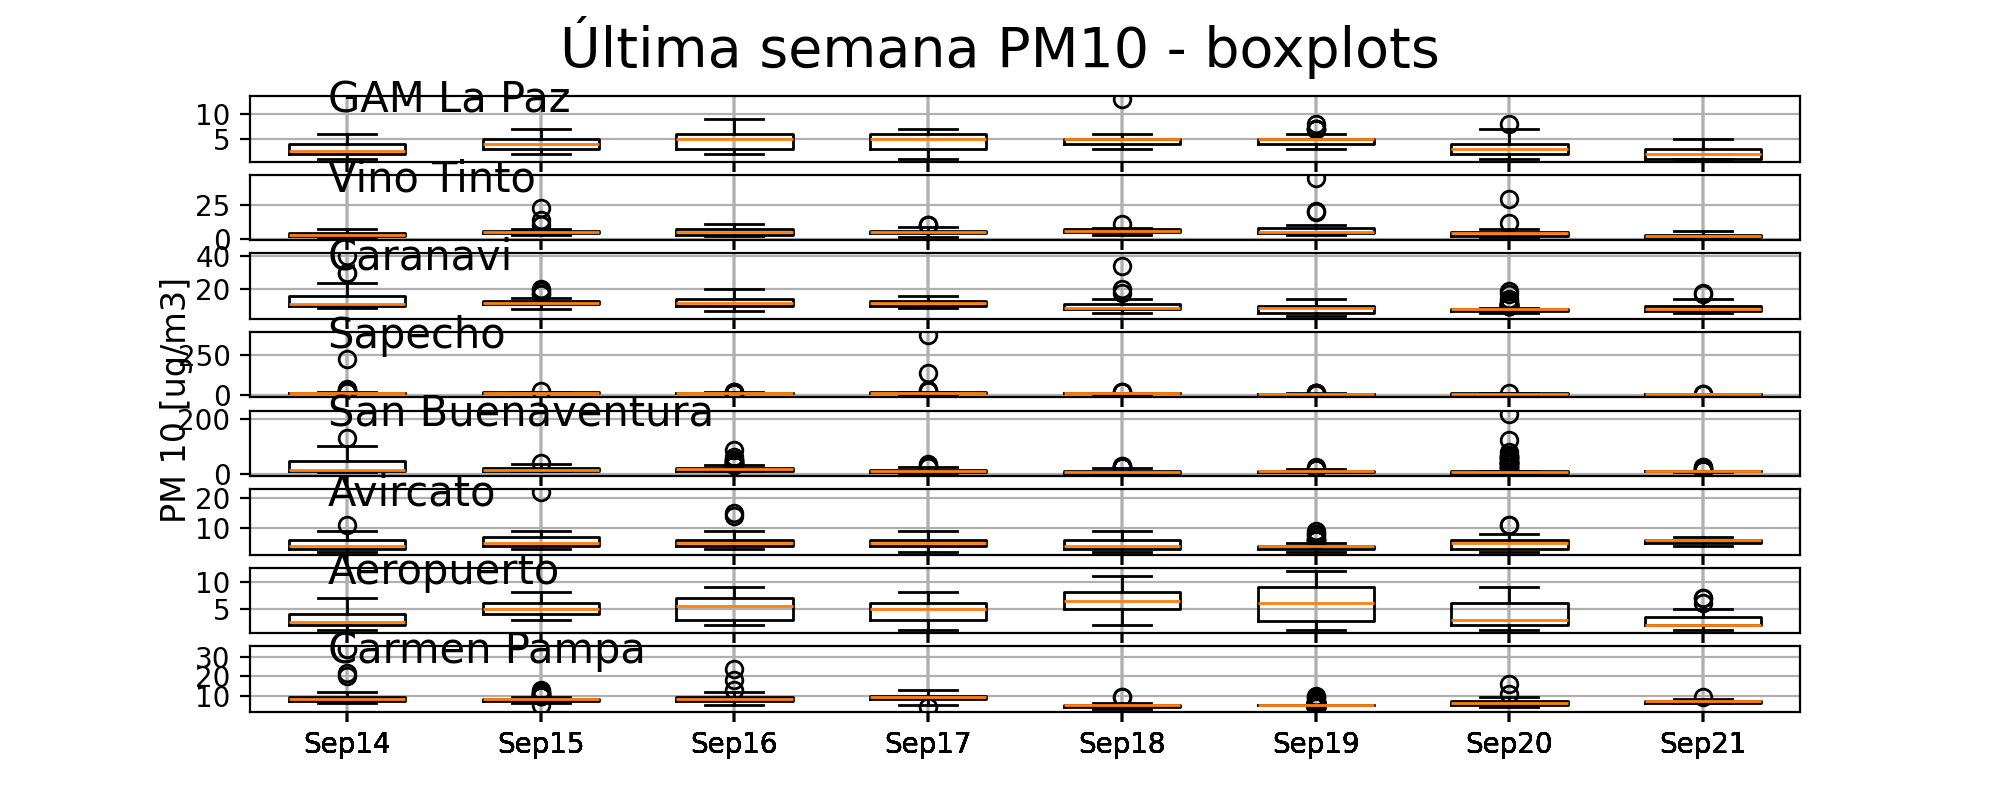 Última semana PM10 - boxplots
GAM La Paz
10
5
Vino Tinto
25
0
Caranavi
40
20
Sapecho
250
0
San Buenaventura
200
0
Avircato
20
10
Aeropuerto
10
5
Carmen Pampa
30
20
10
PM 10 [ug/m3]
Sep14 Sep15 Sep16 Sep17 Sep18 Sep19 Sep20 Sep21